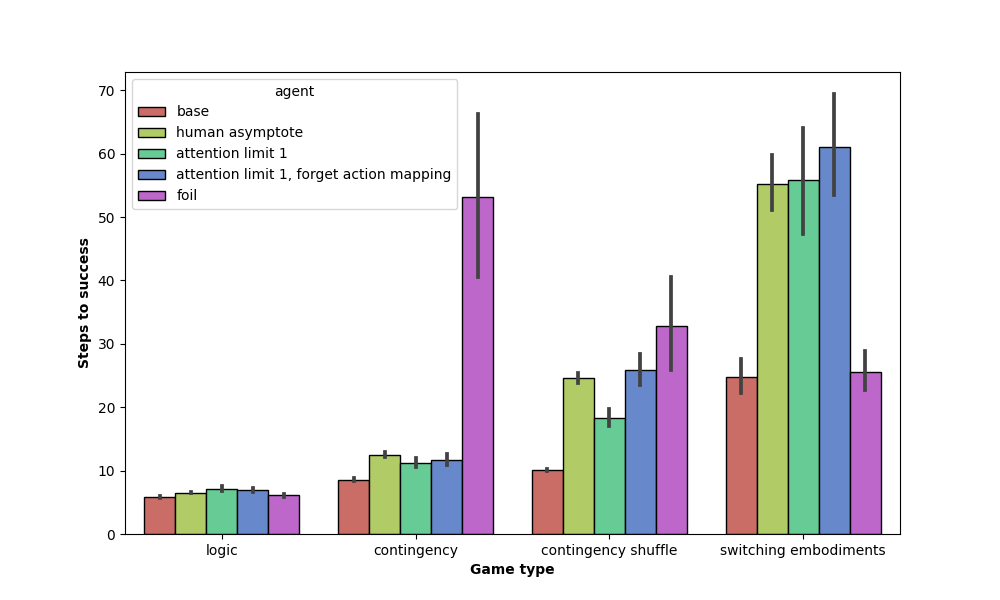 agent
base
human asymptote
attention limit 1
attention limit 1, forget action mapping
foil
Steps to success
70
60
50
40
30
20
10
0
logic
contingency
contingency shuffle
switching embodiments
Game type